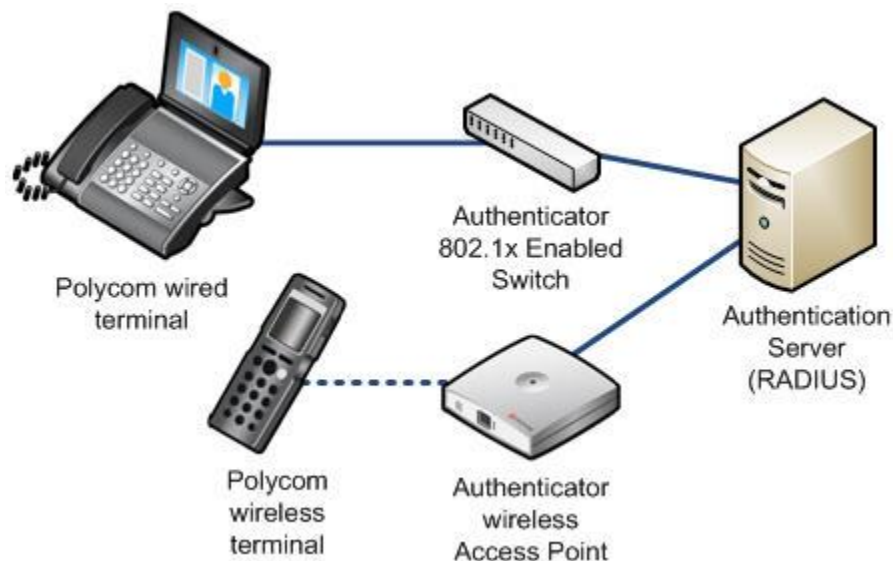 Authenticator
802.1x Enabled
Switch
Polycom wired
terminal
Authentication
Server
(RADIUS)
Polycom
wireless
terminal
Authenticator
wireless
Access Point